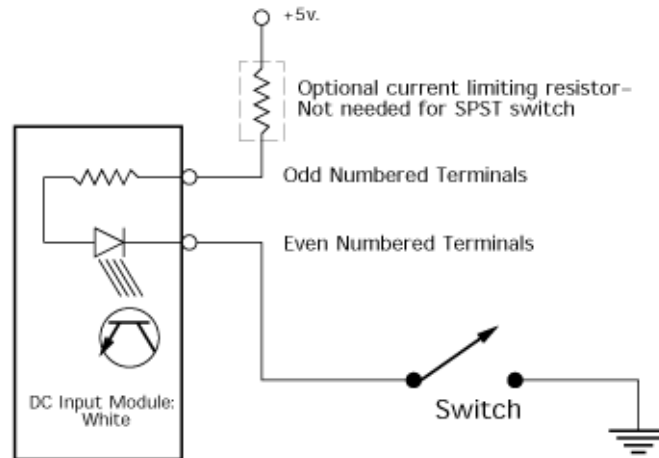 +5v.
Optional current limiting resistor–
Not needed for SPST switch
Odd Numbered Terminals
Even Numbered Terminals
DC Input Module:
White
Switch